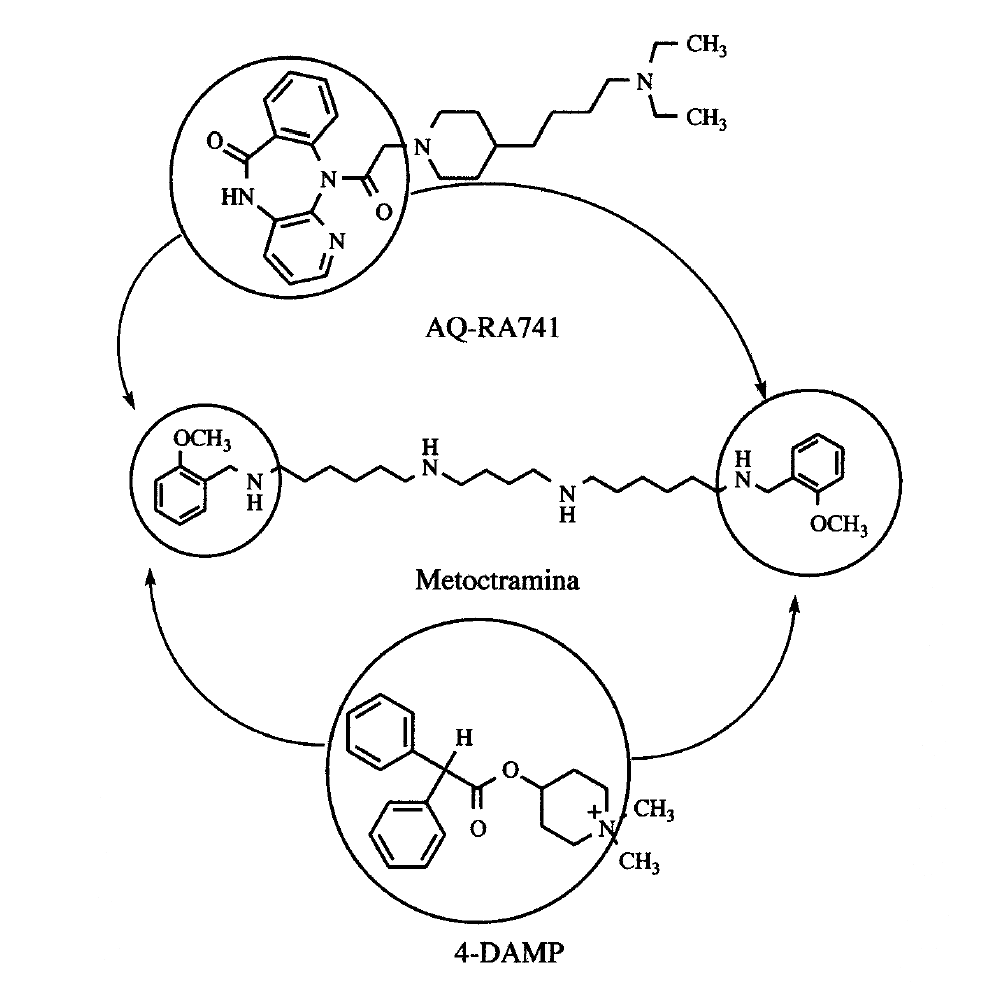 CH₃
N
CH₃
O
N
N
HN
O
N
AQ-RA741
OCH₃
H
N
H
N
OCH₃
N
H
N
H
Metoctramina
H
O
O
+
N
CH₃
CH₃
4-DAMP